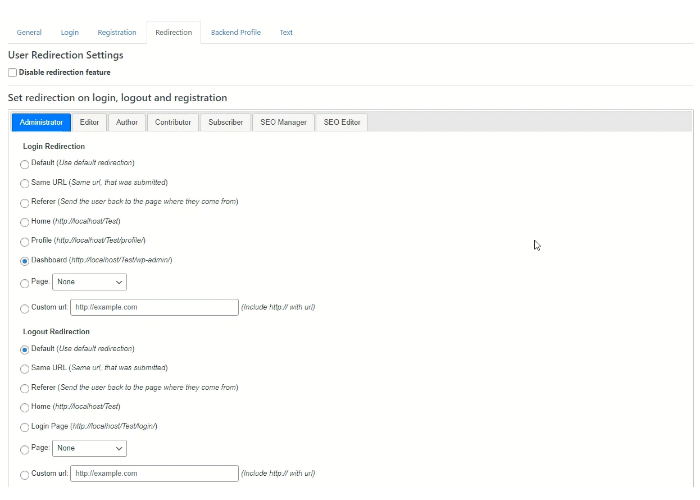 General Login Registration Redirection Backend Profile Text
User Redirection Settings
Disable redirection feature
Set redirection on login, logout and registration
Administrator Editor Author Contributor Subscriber SEO Manager SEO Editor
Login Redirection
Default (Use default redirection)
Same URL (Same url, that was submitted)
Referer (Send the user back to the page where they come from)
Home (http://localhost/Test)
Profile (http://localhost/Test/profile/)
Dashboard (http://localhost/Test/wp-admin/)
Page: None
Custom url: http://example.com (Include http:// with url)
Logout Redirection
Default (Use default redirection)
Same URL (Same url, that was submitted)
Referer (Send the user back to the page where they come from)
Home (http://localhost/Test)
Login Page (http://localhost/Test/login/)
Page: None
Custom url: http://example.com (Include http:// with url)